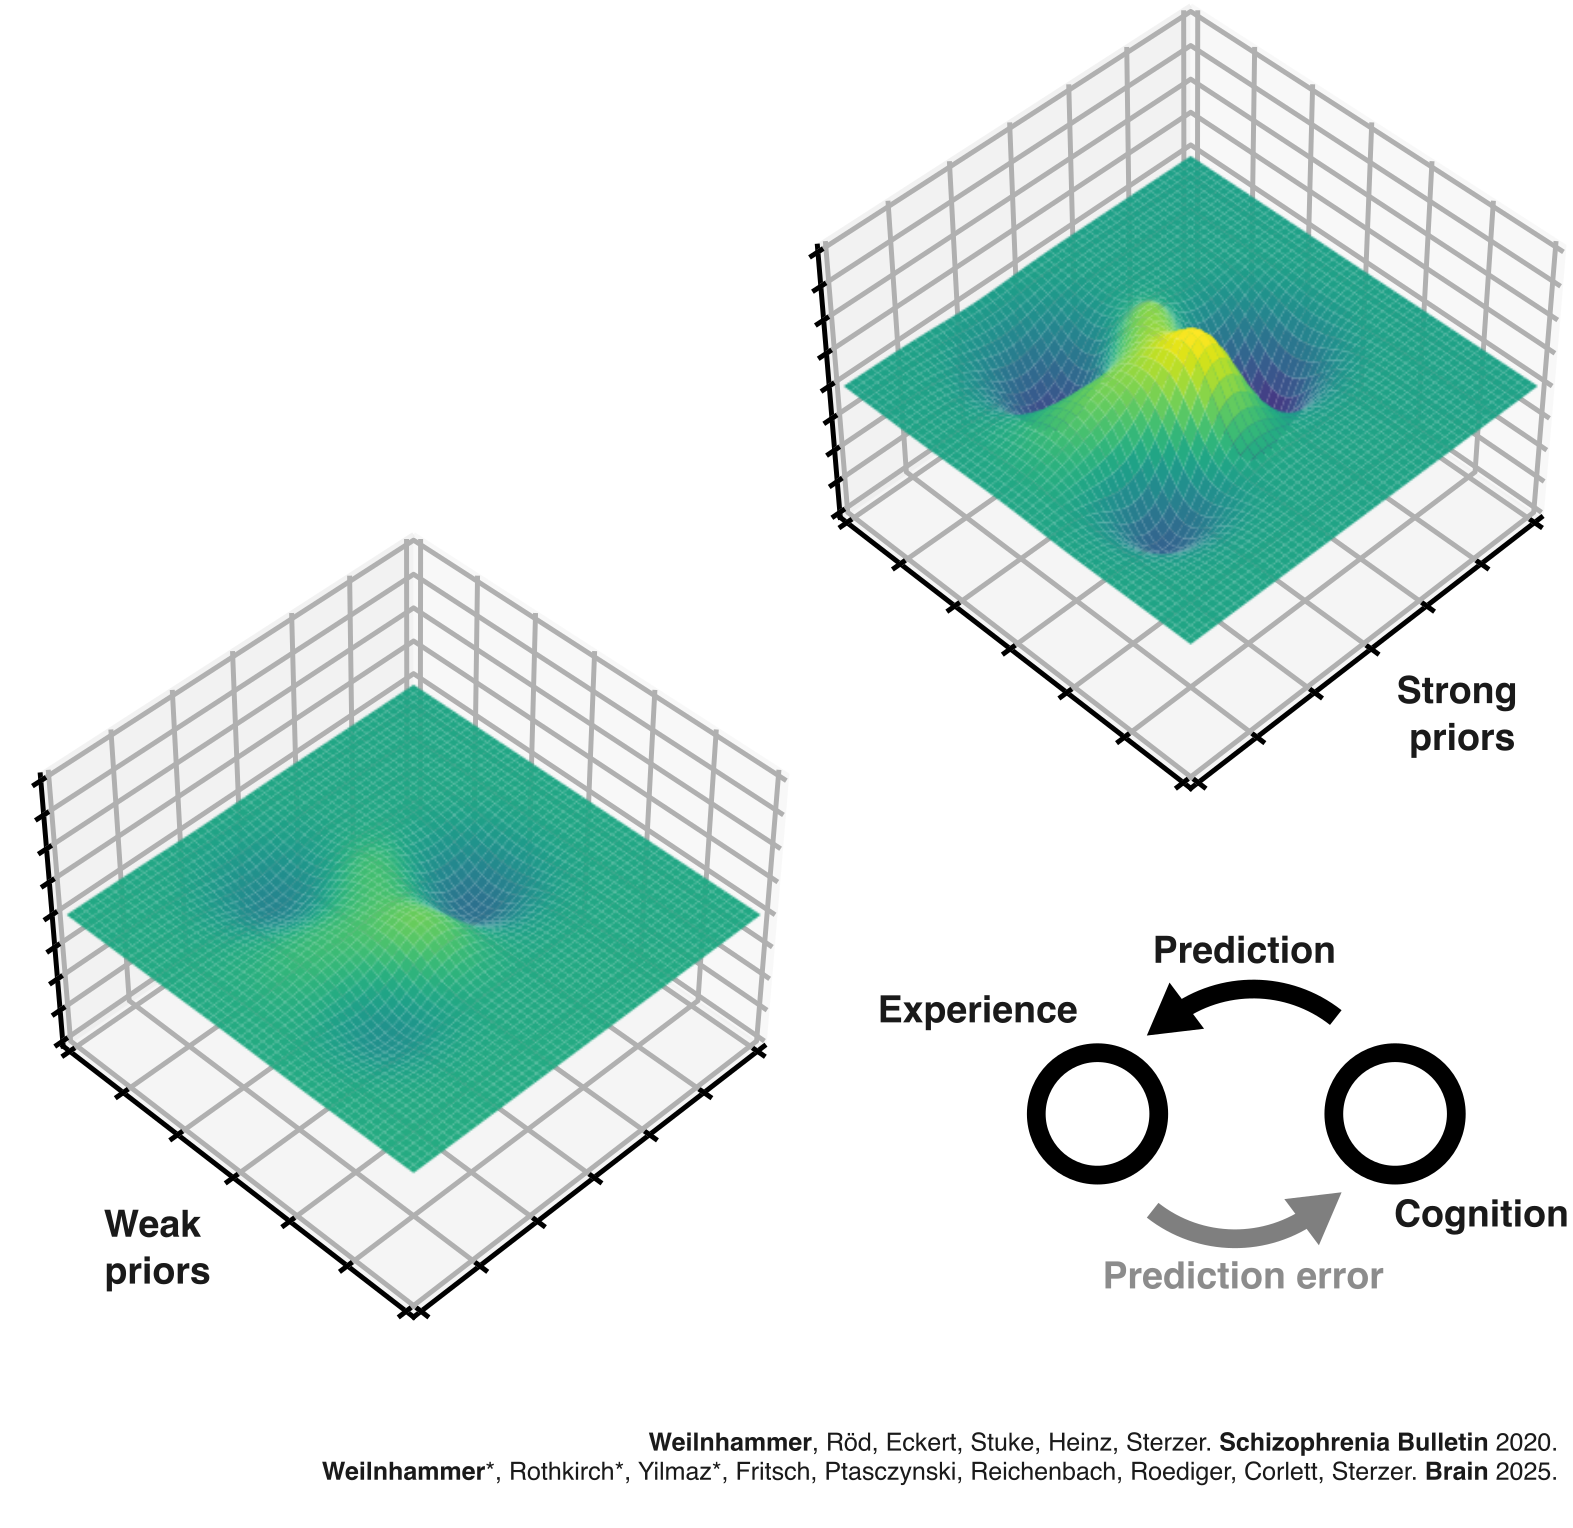 Strong
priors
Weak
priors
Prediction
Experience
Cognition
Prediction error
Weilnhammer, Röd, Eckert, Stuke, Heinz, Sterzer. Schizophrenia Bulletin 2020.
Weilnhammer*, Rothkirch*, Yilmaz*, Fritsch, Ptasczynski, Reichenbach, Roediger, Corlett, Sterzer. Brain 2025.